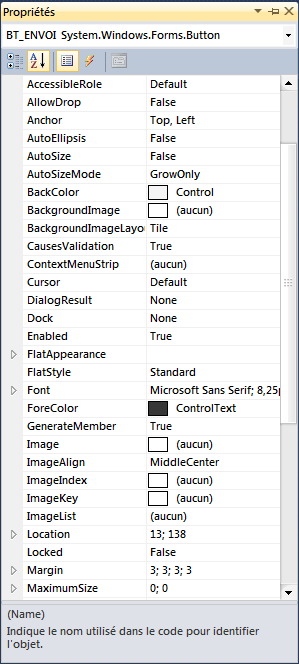 Propriétés
BT_ENVOI System.Windows.Forms.Button
AccessibleRole Default
AllowDrop False
Anchor Top, Left
AutoEllipsis False
AutoSize False
AutoSizeMode GrowOnly
BackColor Control
BackgroundImage (aucun)
BackgroundImageLayou Tile
CausesValidation True
ContextMenuStrip (aucun)
Cursor Default
DialogResult None
Dock None
Enabled True
FlatAppearance
FlatStyle Standard
Font Microsoft Sans Serif; 8,25p
ForeColor ControlText
GenerateMember True
Image (aucun)
ImageAlign MiddleCenter
ImageIndex (aucun)
ImageKey (aucun)
ImageList (aucun)
Location 13; 138
Locked False
Margin 3; 3; 3; 3
MaximumSize 0; 0
(Name)
Indique le nom utilisé dans le code pour identifier
l'objet.